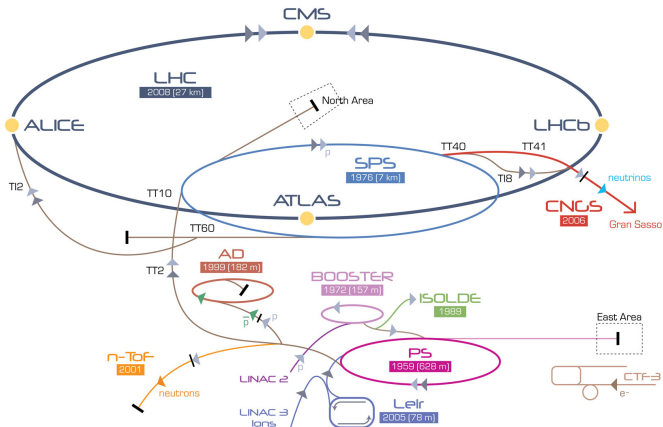 CMS
LHC
2008 (27 km)
North Area
ALICE
LHCb
TT40
TT41
SPS
1976 (7 km)
TI8
TI2
TT10
ATLAS
neutrinos
CNGS
2006
Gran Sasso
TT60
AD
1999 (182 m)
TT2
BOOSTER
1972 (157 m)
ISOLDE
1989
East Area
p
p
p
p
n-ToF
2001
PS
1959 (628 m)
LINAC 2
neutrons
CTF-3
e-
LINAC 3
Ions
Leir
2005 (78 m)